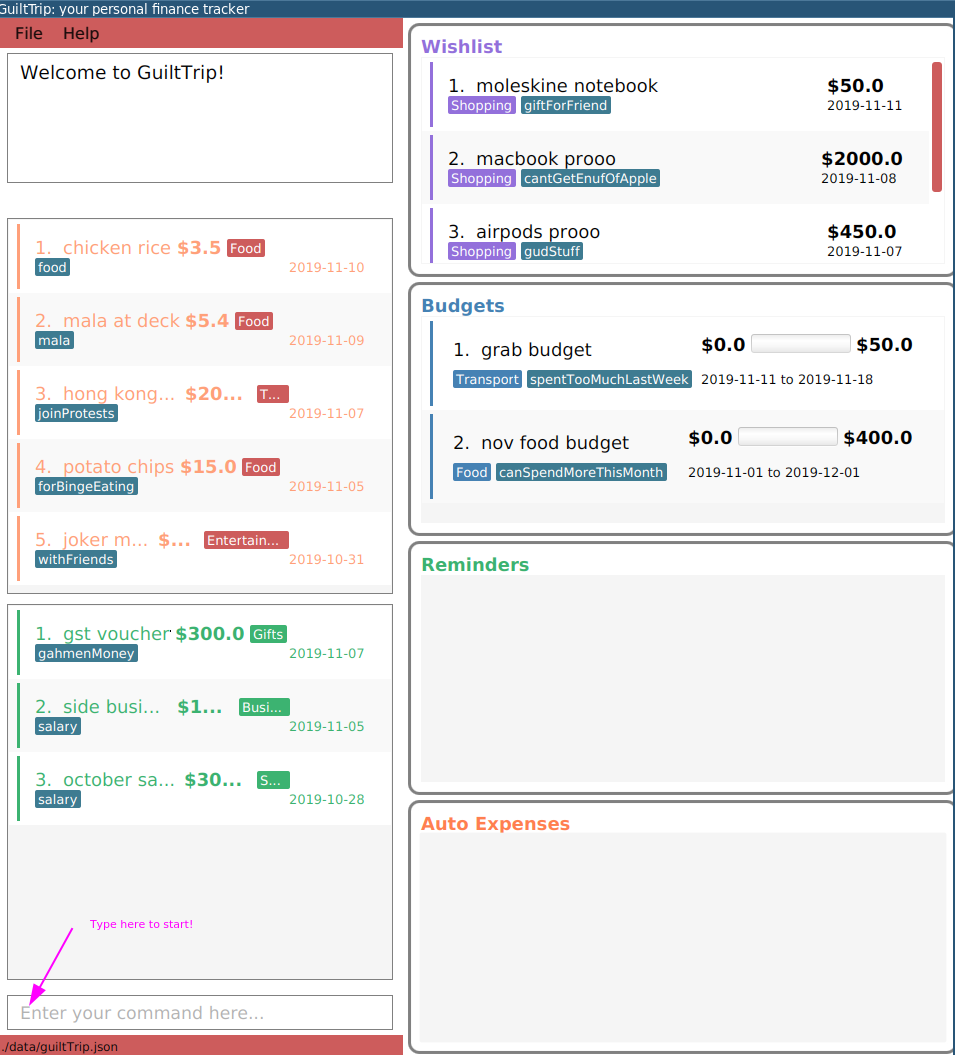 GuiltTrip: your personal finance tracker
File Help
Welcome to GuiltTrip!
1. chicken rice $3.5 Food
food 2019-11-10
2. mala at deck $5.4 Food
mala 2019-11-09
3. hong kong... $20... T...
joinProtests 2019-11-07
4. potato chips $15.0 Food
forBingeEating 2019-11-05
5. joker m... $... Entertain...
withFriends 2019-10-31
1. gst voucher $300.0 Gifts
gahmenMoney 2019-11-07
2. side busi... $1... Busi...
salary 2019-11-05
3. october sa... $30... S...
salary 2019-10-28
Type here to start!
Enter your command here...
./data/guiltTrip.json
Wishlist
1. moleskine notebook $50.0
Shopping giftForFriend 2019-11-11
2. macbook prooo $2000.0
Shopping cantGetEnufOfApple 2019-11-08
3. airpods prooo $450.0
Shopping gudStuff 2019-11-07
Budgets
1. grab budget $0.0 $50.0
Transport spentTooMuchLastWeek 2019-11-11 to 2019-11-18
2. nov food budget $0.0 $400.0
Food canSpendMoreThisMonth 2019-11-01 to 2019-12-01
Reminders
Auto Expenses